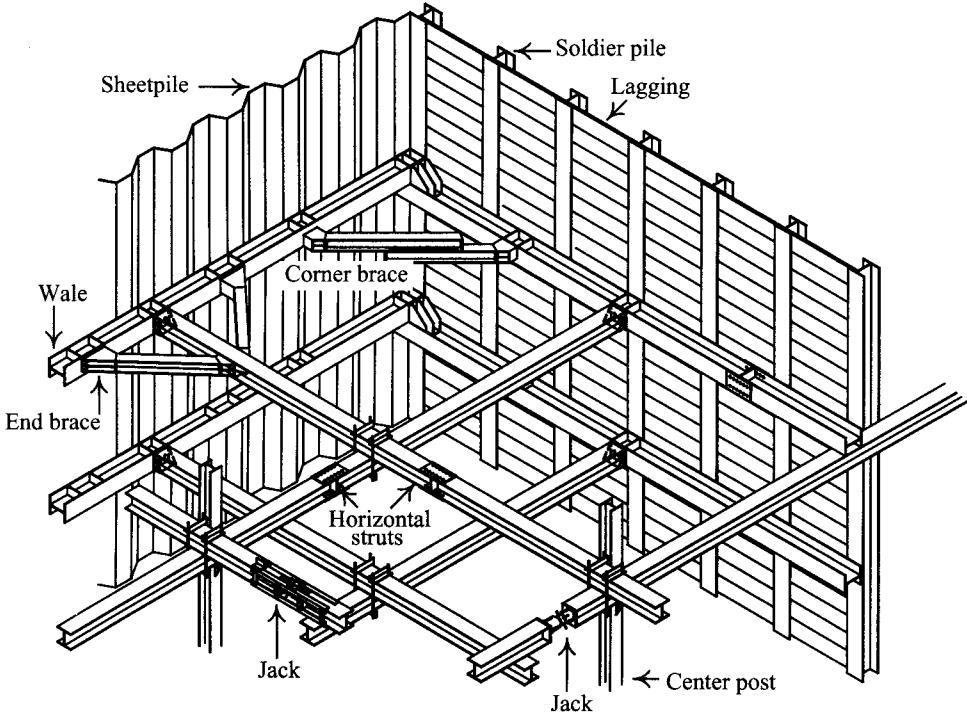 Soldier pile
Sheetpile
Lagging
Corner brace
Wale
End brace
Horizontal
struts
Jack
Center post
Jack